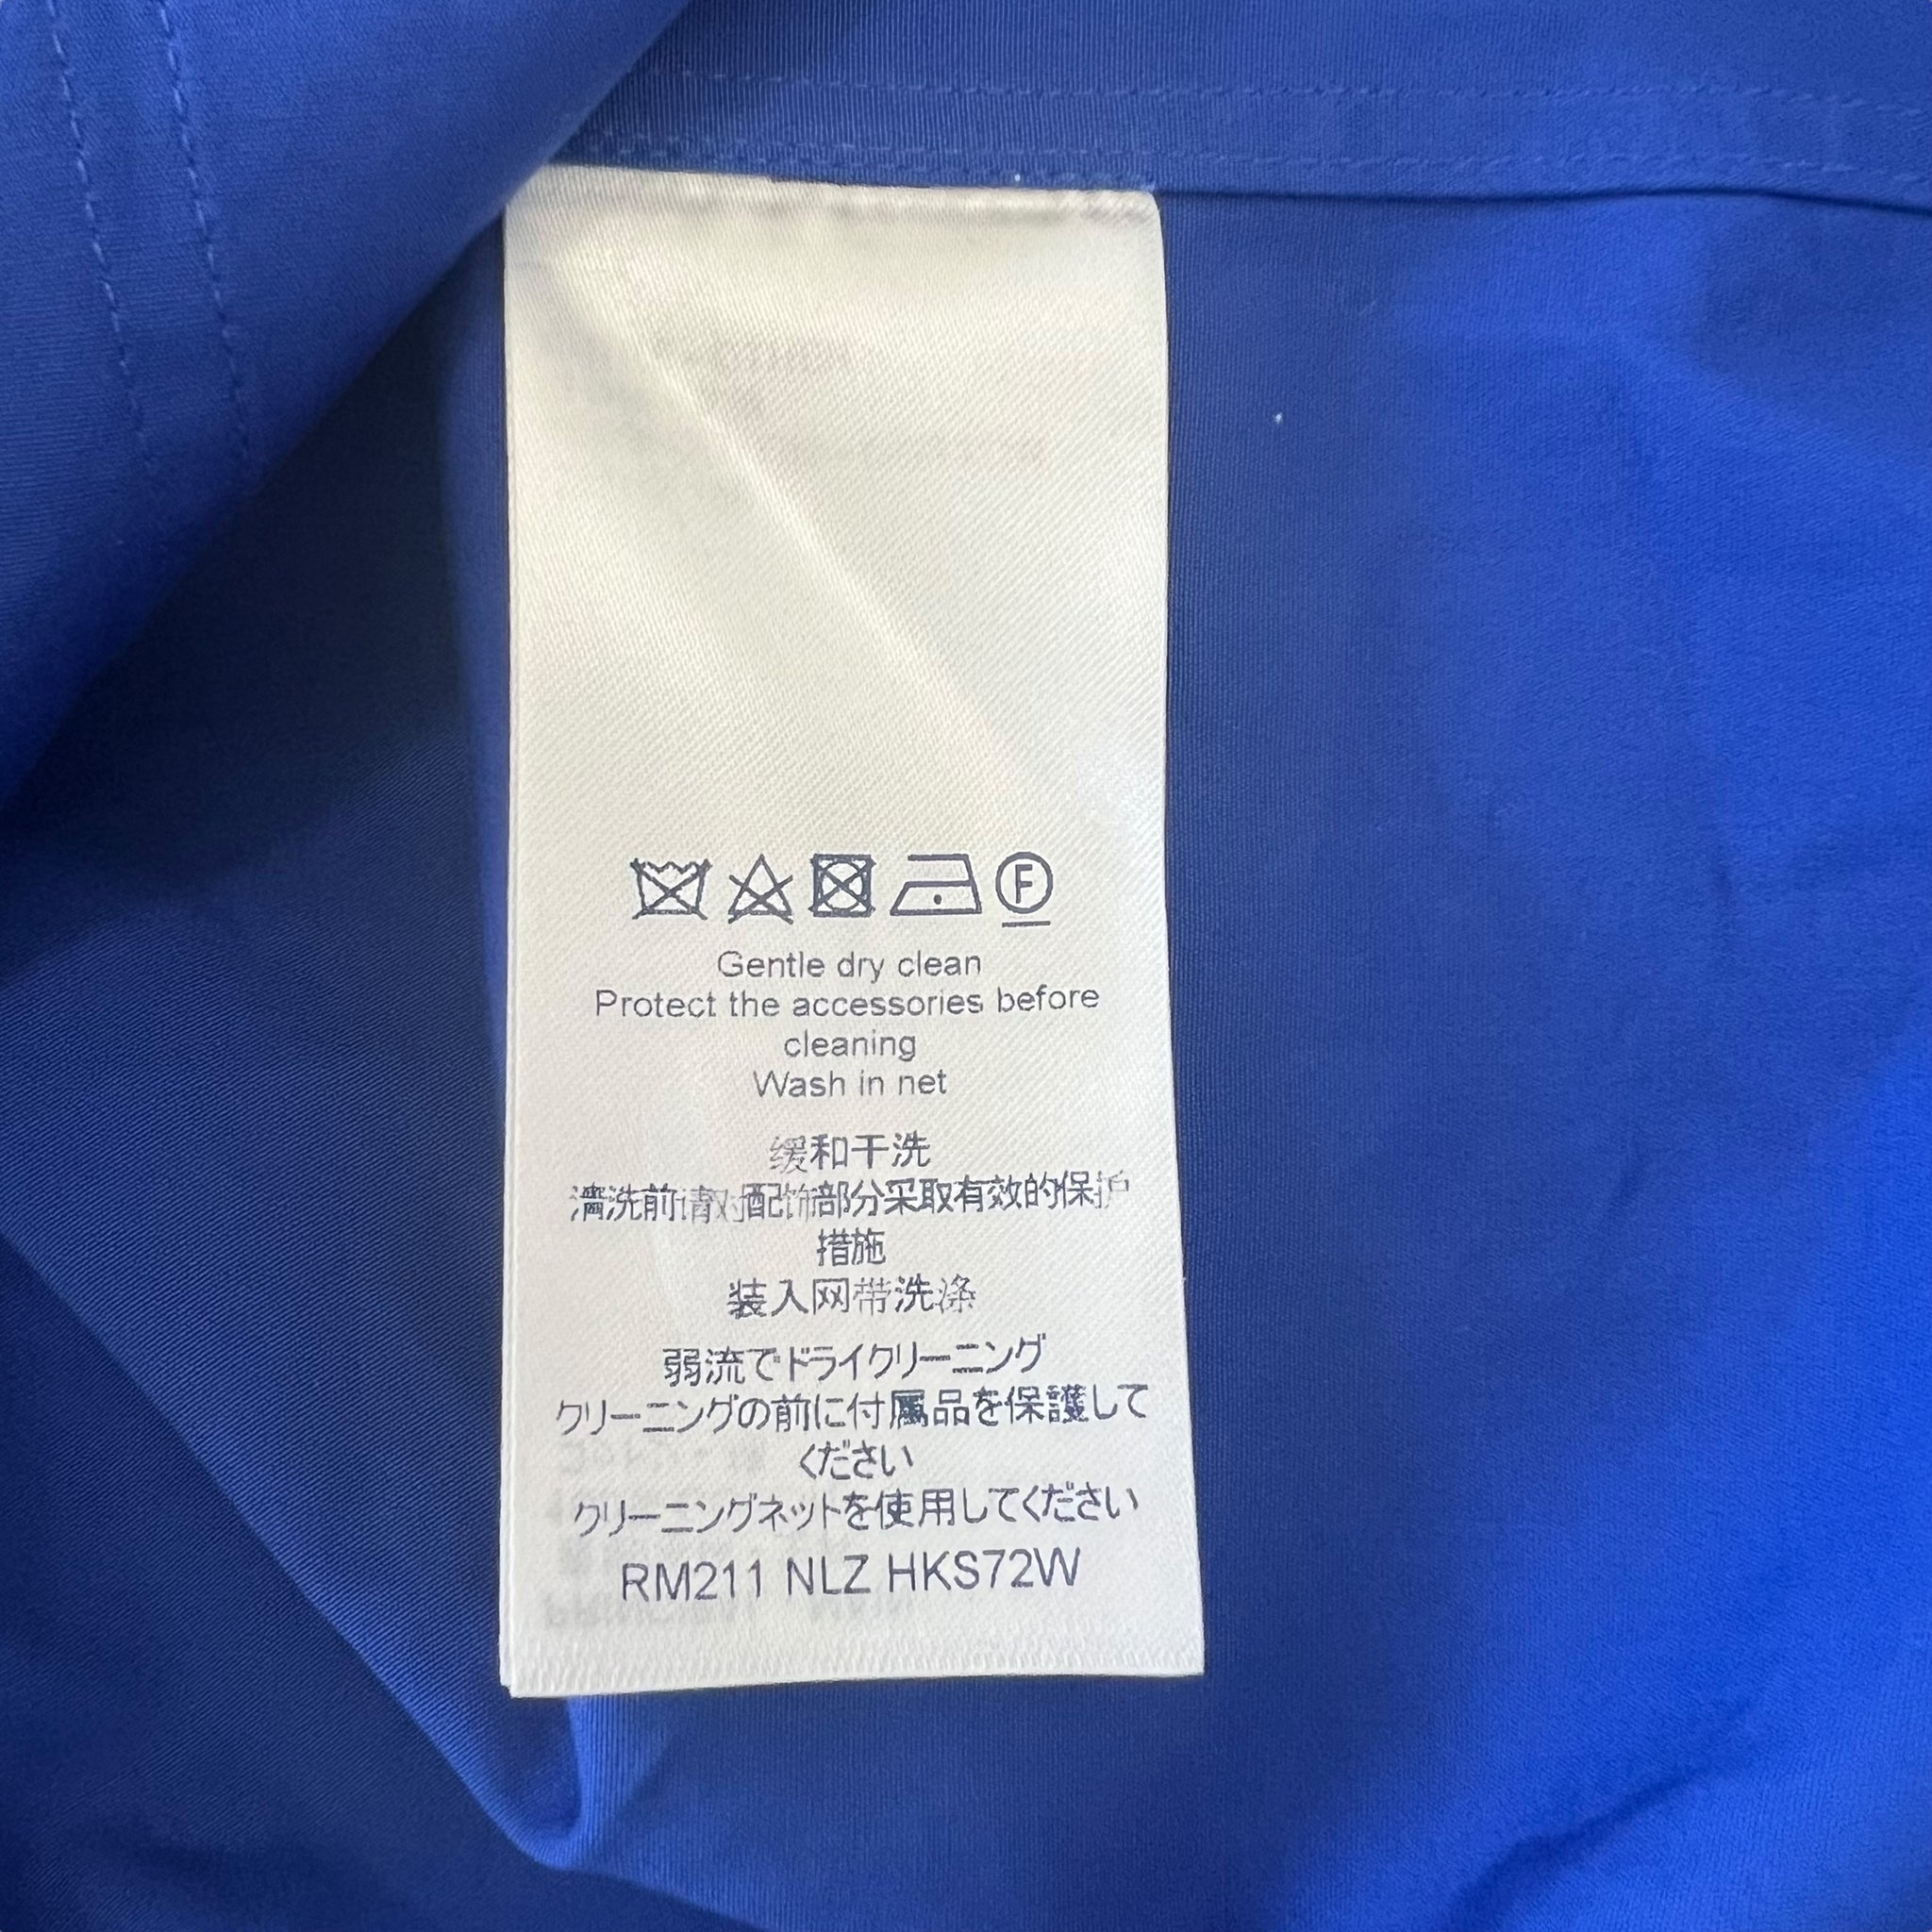 F
Gentle dry clean
Protect the accessories before
cleaning
Wash in net
缓和干洗
清洗前请对配饰部分采取有效的保护
措施
装入网带洗涤
弱流でドライクリーニング
クリーニングの前に付属品を保護して
ください
クリーニングネットを使用してください
RM211 NLZ HKS72W